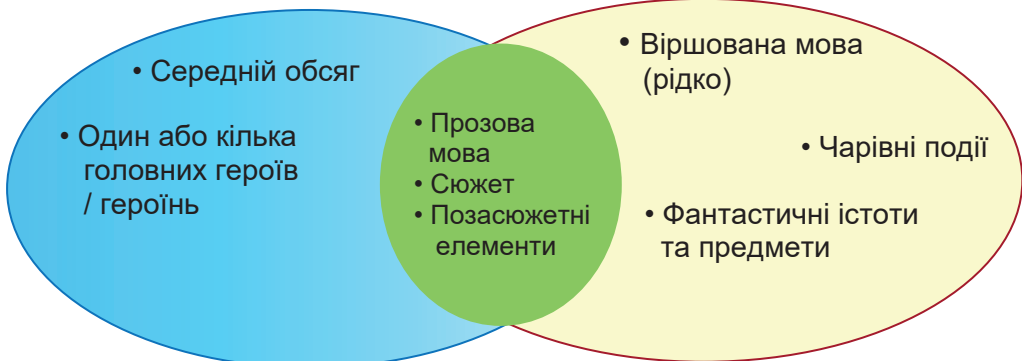 • Середній обсяг
• Один або кілька
головних героїв
/ героїнь
• Прозова
мова
• Сюжет
• Позасюжетні
елементи
• Віршована мова
(рідко)
• Чарівні події
• Фантастичні істоти
та предмети